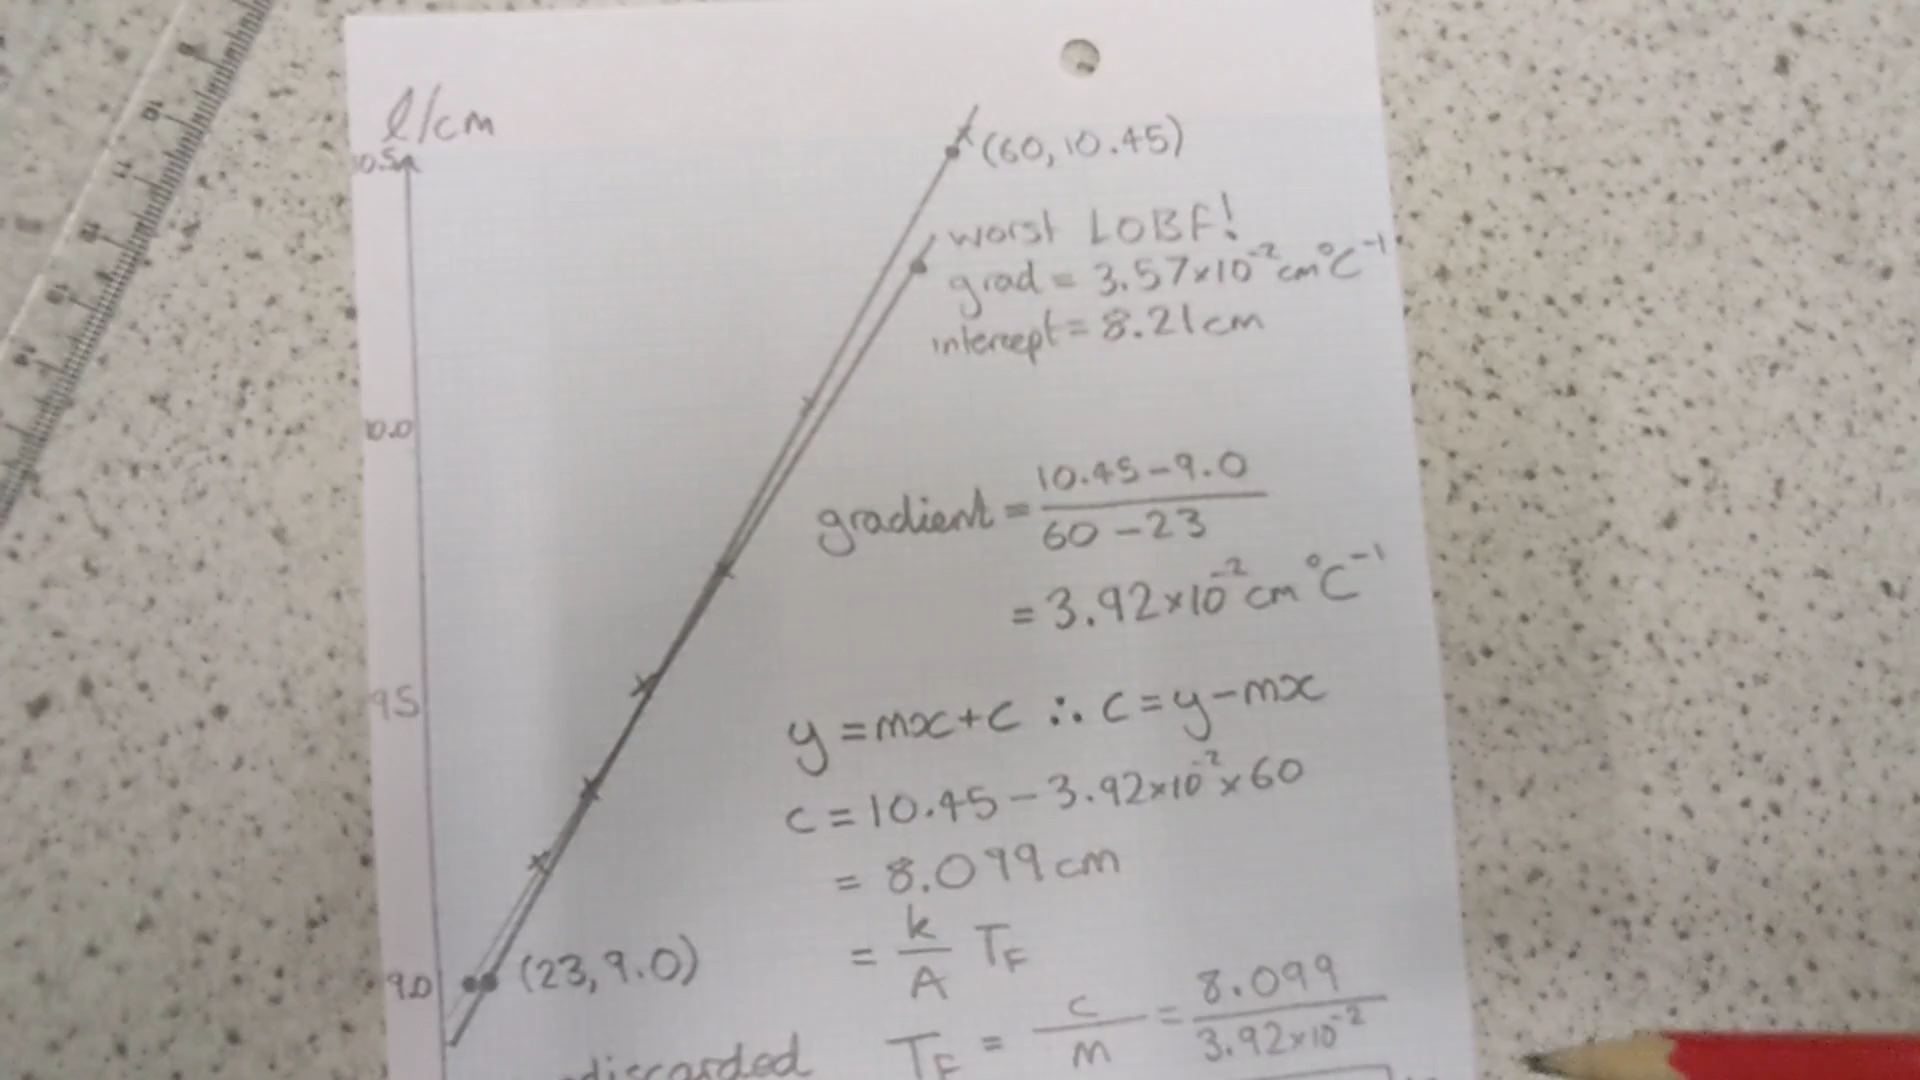 l/cm
10.5
(60, 10.45)
worst LOBF!
grad = 3.57×10⁻² cm°C⁻¹
intercept = 8.21cm
10.0
gradient = 10.45 - 9.0
60 - 23
= 3.92×10⁻² cm °C⁻¹
9.5
y = mx + c ∴ c = y - mx
c = 10.45 - 3.92×10⁻² × 60
= 8.099 cm
= k/A T_F
(23, 9.0)
9.0
T_F = c/m = 8.099
3.92×10⁻²
discarded